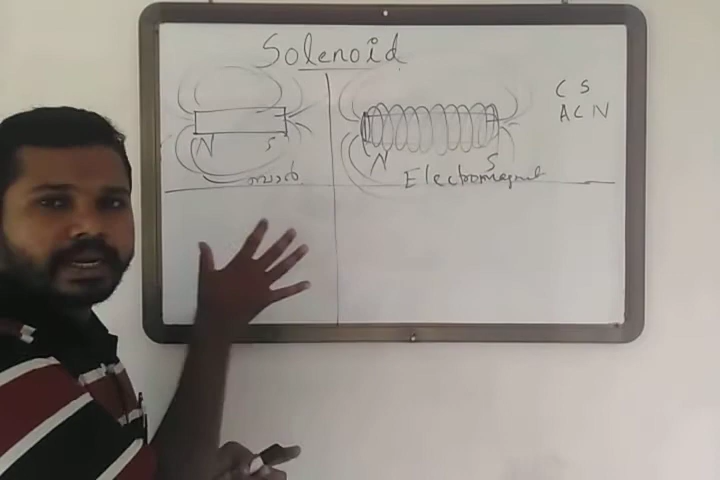 Solenoid
N S
N S
Electromagnet
C S
A C N